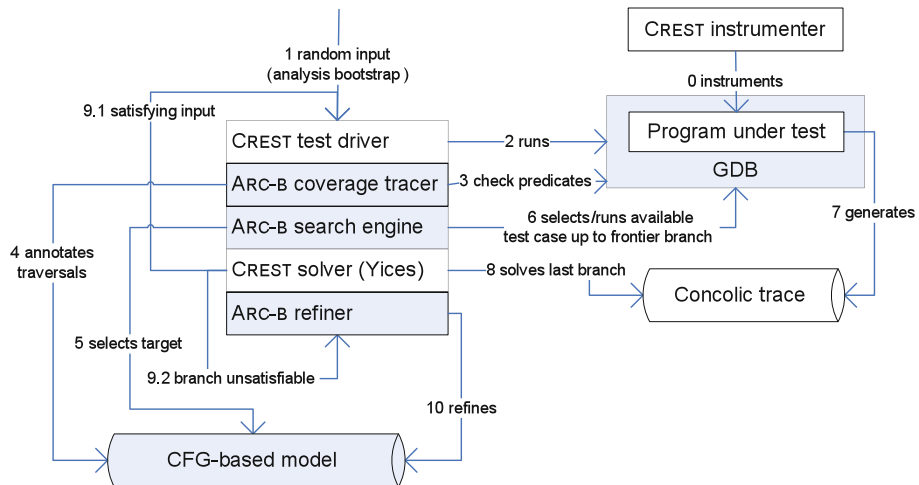 1 random input
(analysis bootstrap )
CREST instrumenter
0 instruments
9.1 satisfying input
CREST test driver
2 runs
Program under test
GDB
ARC-B coverage tracer
3 check predicates
ARC-B search engine
6 selects/runs available
test case up to frontier branch
7 generates
4 annotates
traversals
CREST solver (Yices)
8 solves last branch
Concolic trace
ARC-B refiner
5 selects target
9.2 branch unsatisfiable
10 refines
CFG-based model